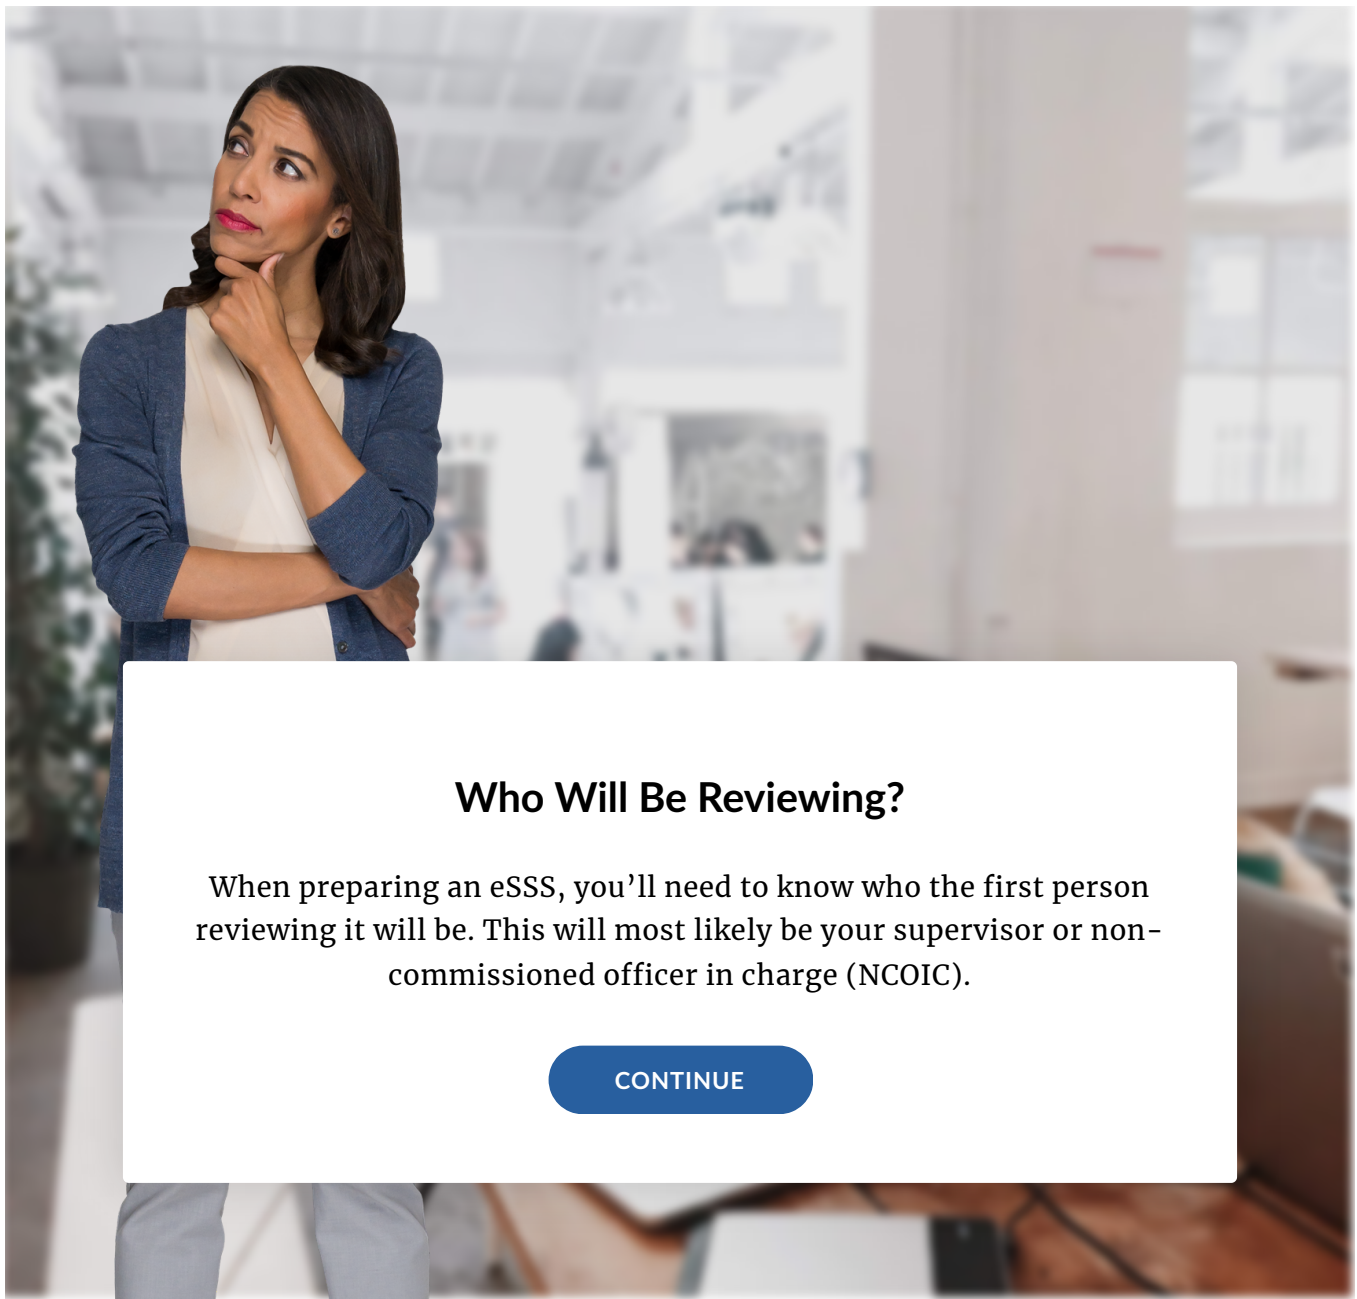 Who Will Be Reviewing?
When preparing an eSSS, you’ll need to know who the first person
reviewing it will be. This will most likely be your supervisor or non-
commissioned officer in charge (NCOIC).
CONTINUE